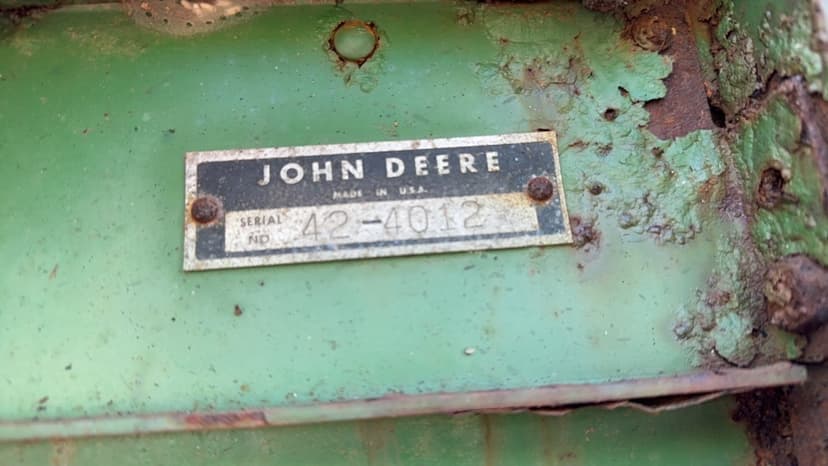 JOHN DEERE
MADE IN U.S.A.
SERIAL NO. 42-4012